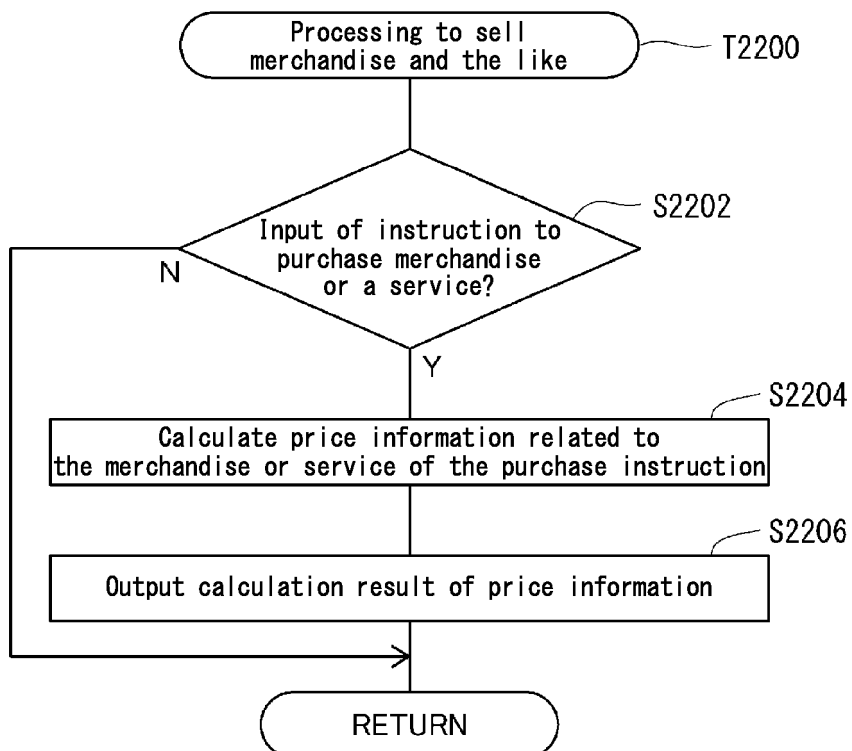 Processing to sell
merchandise and the like
T2200
S2202
Input of instruction to
purchase merchandise
or a service?
N
Y
S2204
Calculate price information related to
the merchandise or service of the purchase instruction
S2206
Output calculation result of price information
RETURN